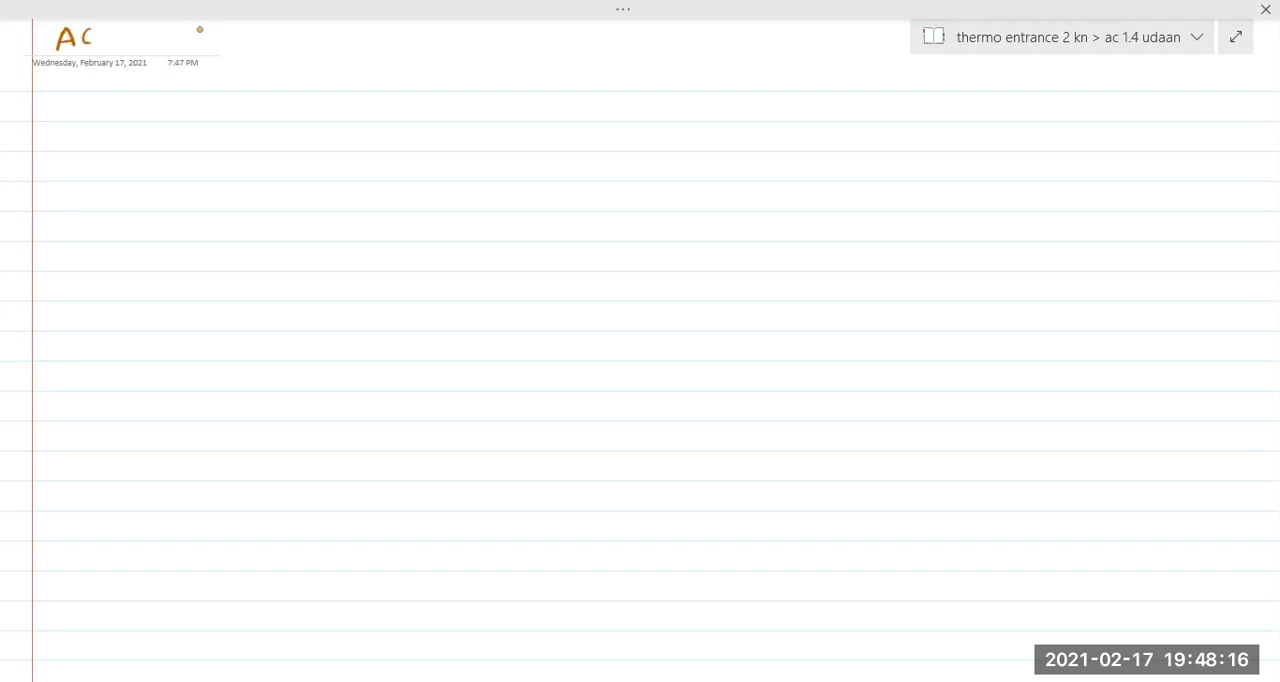 AC
thermo entrance 2 kn > ac 1.4 udaan
Wednesday, February 17, 2021 7:47 PM
2021-02-17 19:48:16